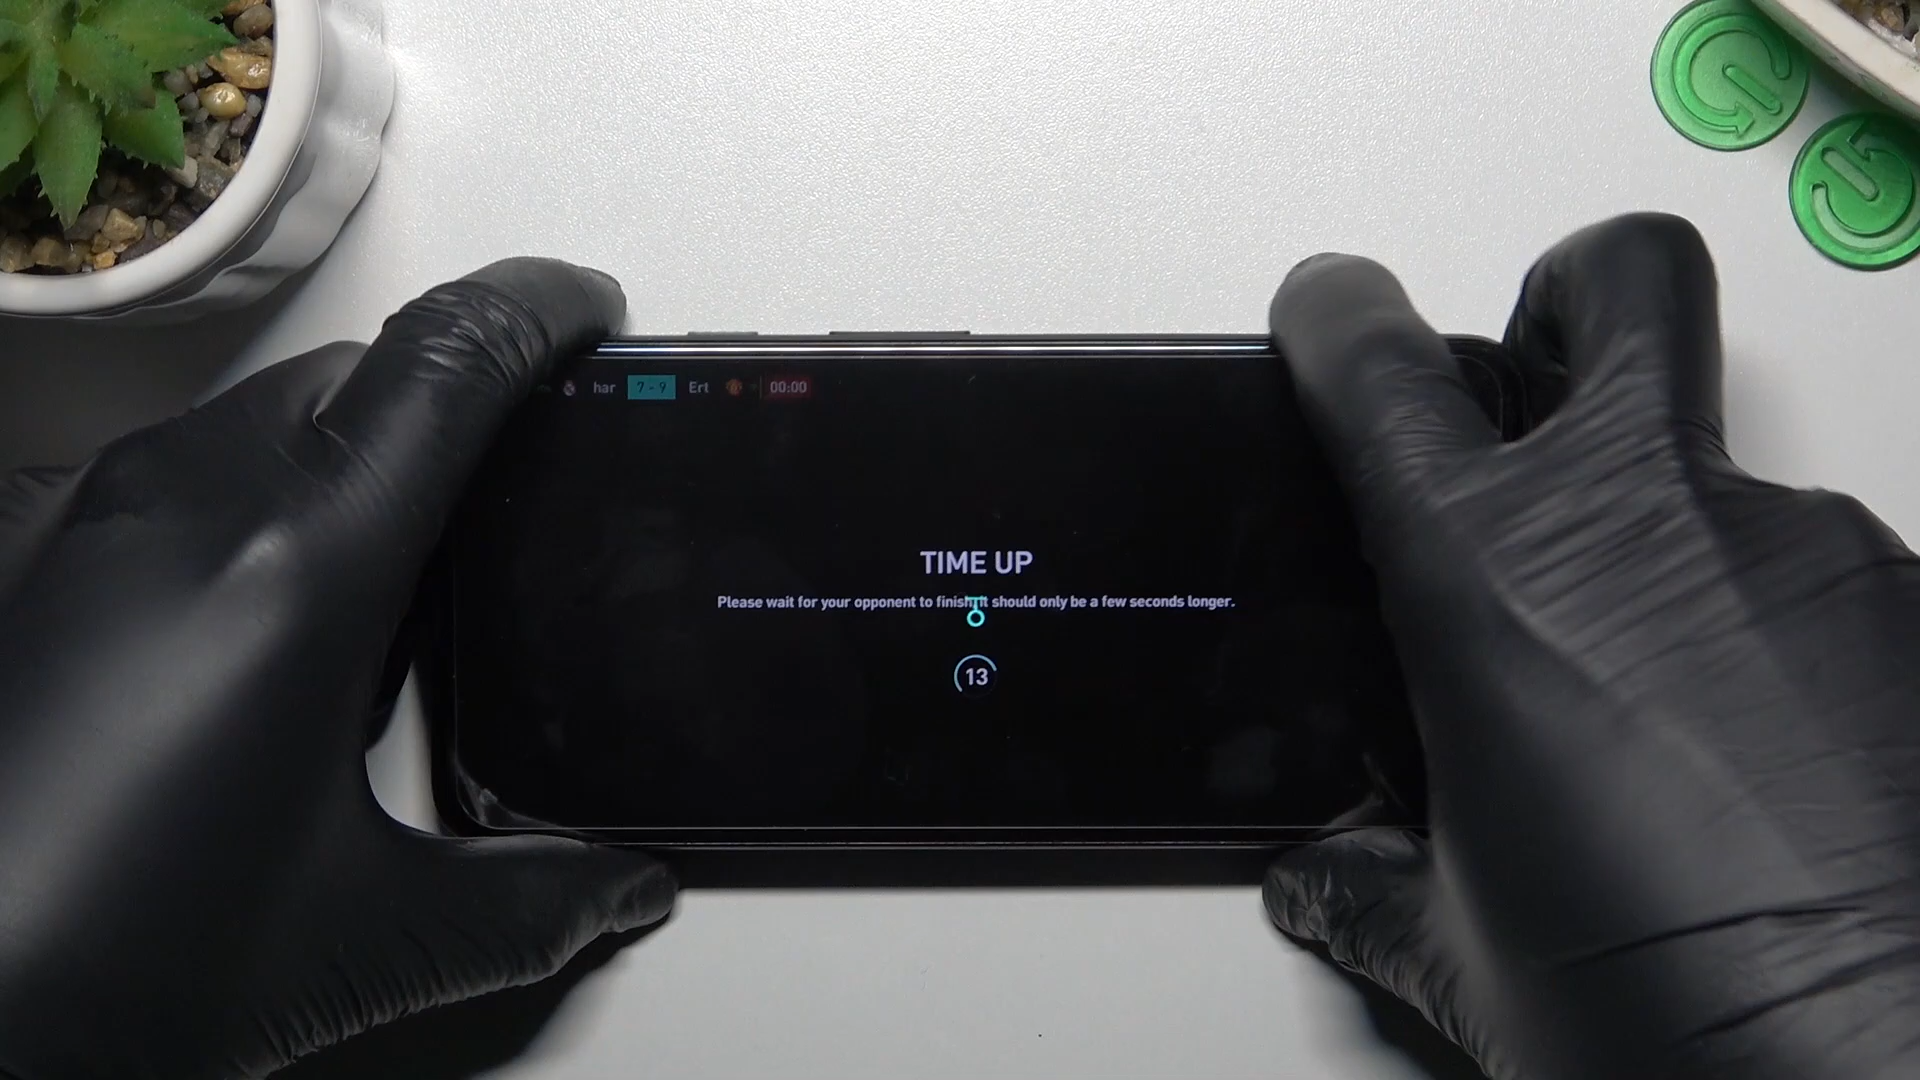 har 7 - 9 Ert 00:00
TIME UP
Please wait for your opponent to finish it should only be a few seconds longer.
13